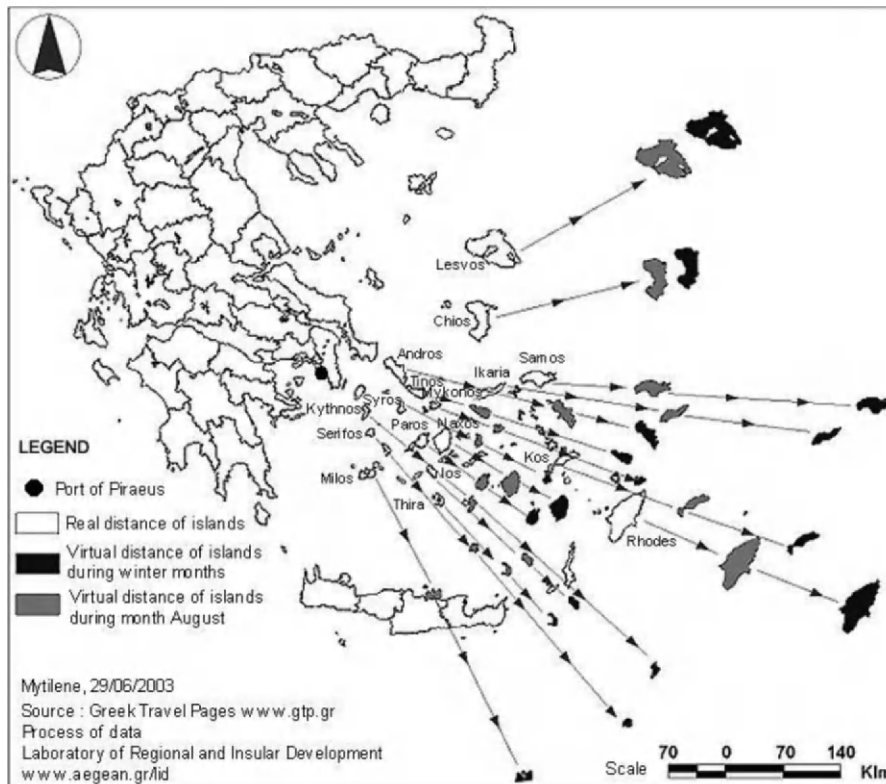 Lesvos
Chios
Andros
Samos
Ikaria
Tinos
Mykonos
Syros
Kythnos
Paros
Naxos
Serifos
Kos
Ios
Milos
Thira
Rhodes
LEGEND
Port of Piraeus
Real distance of islands
Virtual distance of islands
during winter months
Virtual distance of islands
during month August
Mytilene, 29/06/2003
Source : Greek Travel Pages www.gtp.gr
Process of data
Laboratory of Regional and Insular Development
www.aegean.gr/lid
Scale
70 0 70 140 Klm